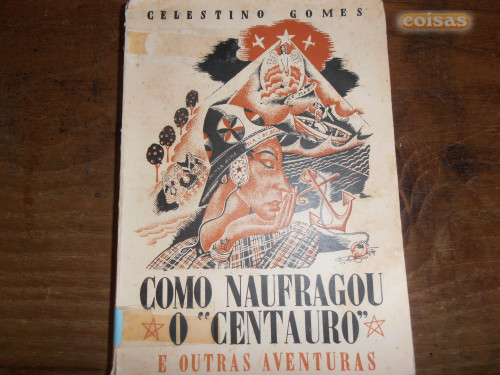 coisas
CELESTINO GOMES
COMO NAUFRAGOU
O "CENTAURO"
E OUTRAS AVENTURAS